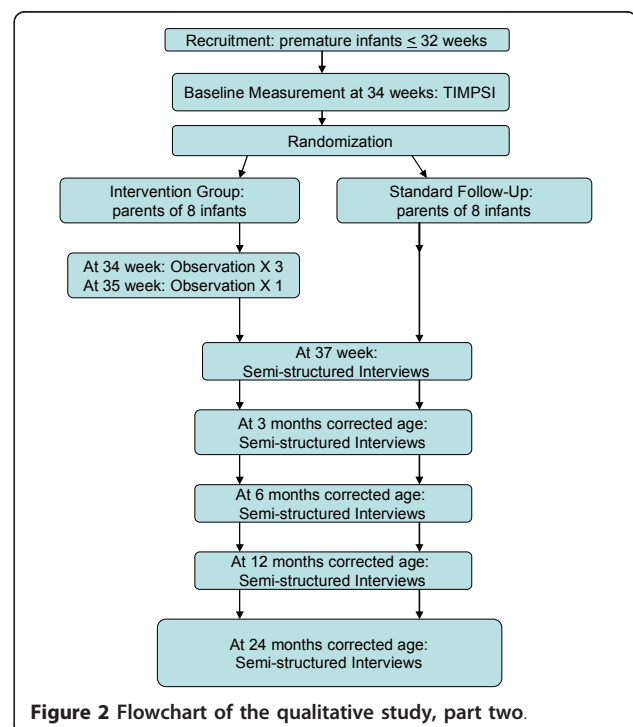 Recruitment: premature infants ≤ 32 weeks
Baseline Measurement at 34 weeks: TIMPSI
Randomization
Intervention Group:
parents of 8 infants
Standard Follow-Up:
parents of 8 infants
At 34 week: Observation X 3
At 35 week: Observation X 1
At 37 week:
Semi-structured Interviews
At 3 months corrected age:
Semi-structured Interviews
At 6 months corrected age:
Semi-structured Interviews
At 12 months corrected age:
Semi-structured Interviews
At 24 months corrected age:
Semi-structured Interviews
Figure 2 Flowchart of the qualitative study, part two.